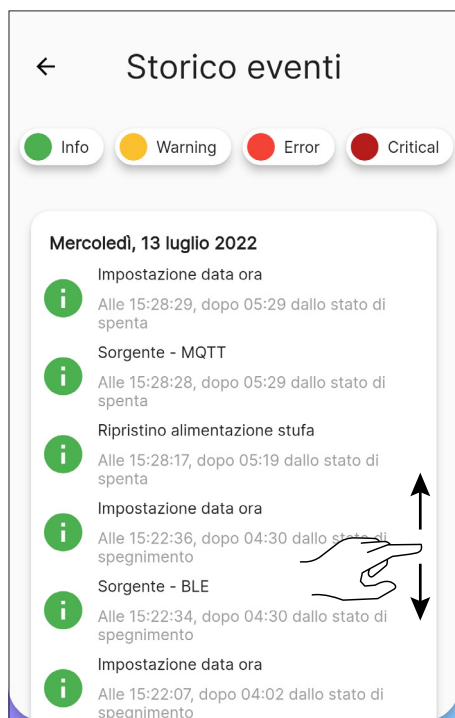 Storico eventi
Info
Warning
Error
Critical
Mercoledì, 13 luglio 2022
Impostazione data ora
Alle 15:28:29, dopo 05:29 dallo stato di
spenta
Sorgente - MQTT
Alle 15:28:28, dopo 05:29 dallo stato di
spenta
Ripristino alimentazione stufa
Alle 15:28:17, dopo 05:19 dallo stato di
spenta
Impostazione data ora
Alle 15:22:36, dopo 04:30 dallo stato di
spegnimento
Sorgente - BLE
Alle 15:22:34, dopo 04:30 dallo stato di
spegnimento
Impostazione data ora
Alle 15:22:07, dopo 04:02 dallo stato di
spegnimento